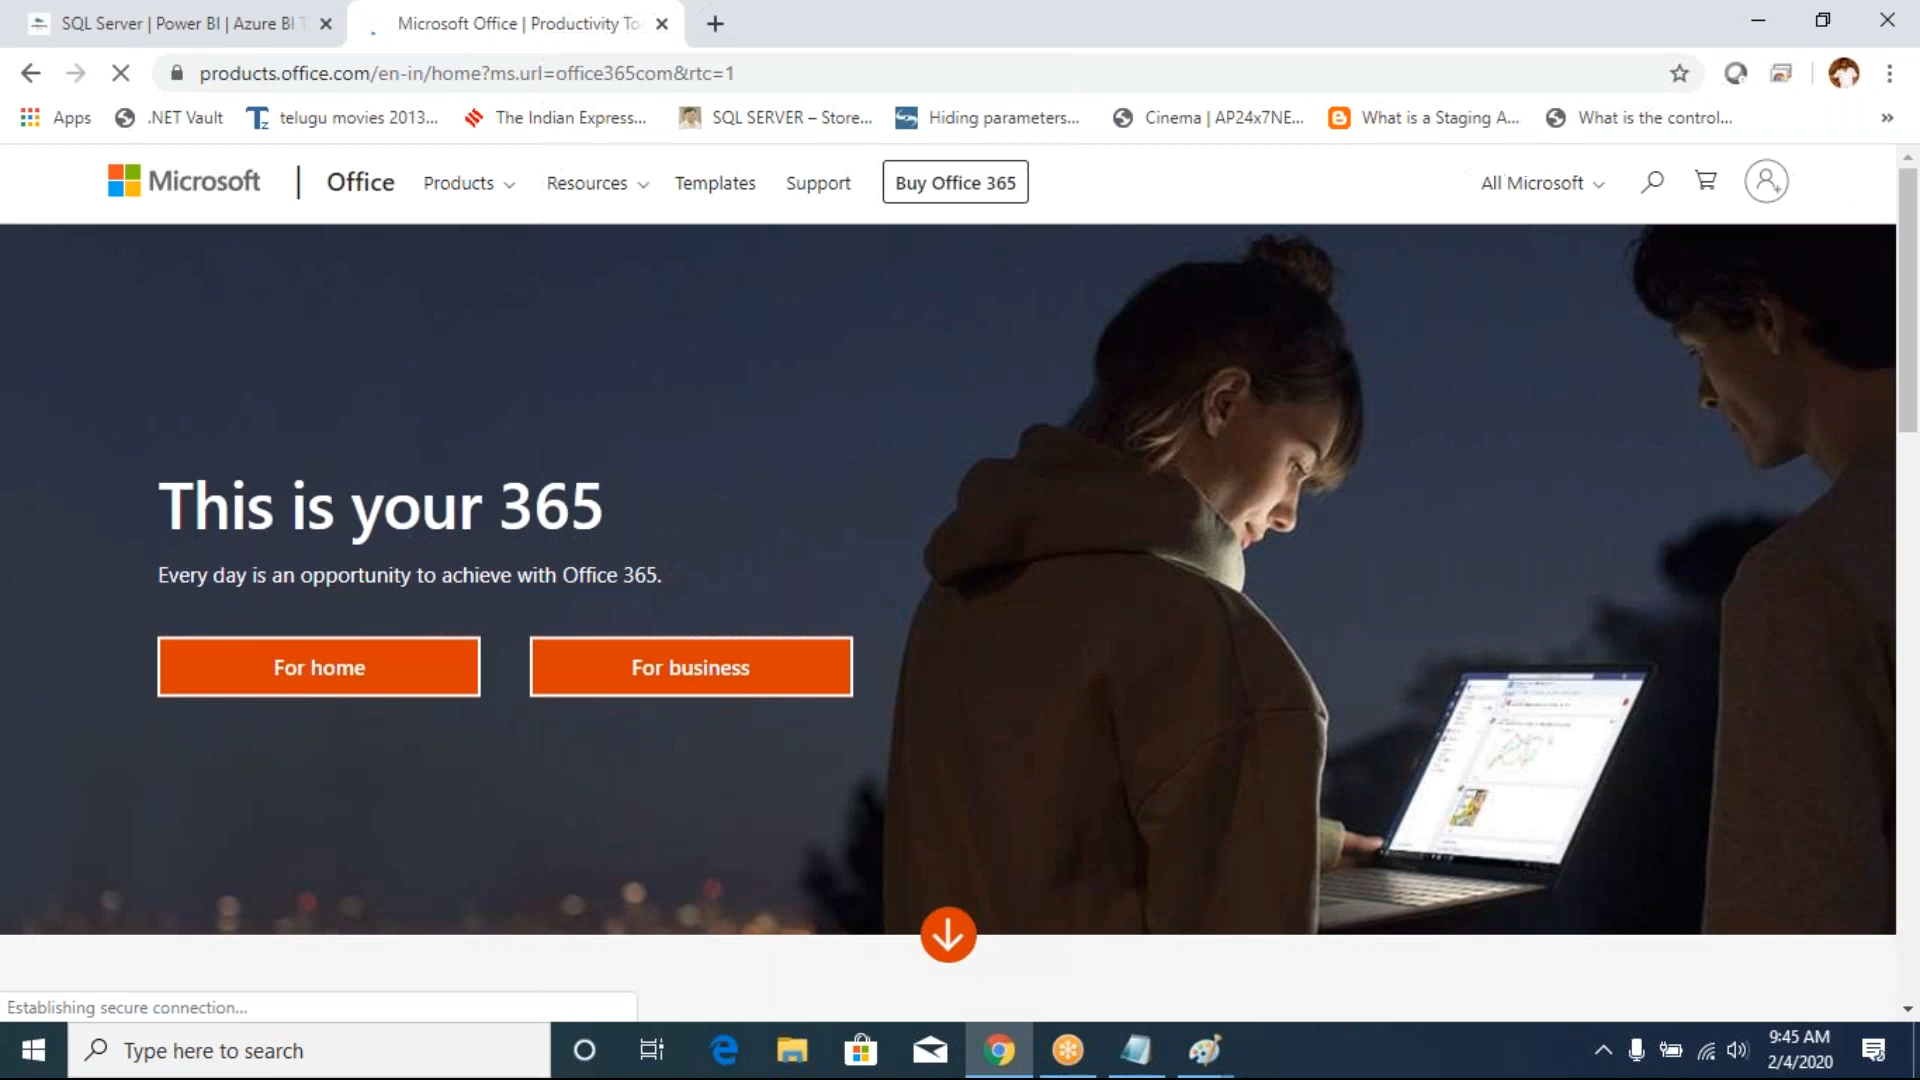 SQL Server | Power BI | Azure BI T
Microsoft Office | Productivity To
products.office.com/en-in/home?ms.url=office365com&rtc=1
Apps .NET Vault telugu movies 2013... The Indian Express... SQL SERVER – Store... Hiding parameters... Cinema | AP24x7NE... What is a Staging A... What is the control... »
Microsoft | Office Products Resources Templates Support Buy Office 365 All Microsoft
This is your 365
Every day is an opportunity to achieve with Office 365.
For home For business
Establishing secure connection...
Type here to search
9:45 AM
2/4/2020